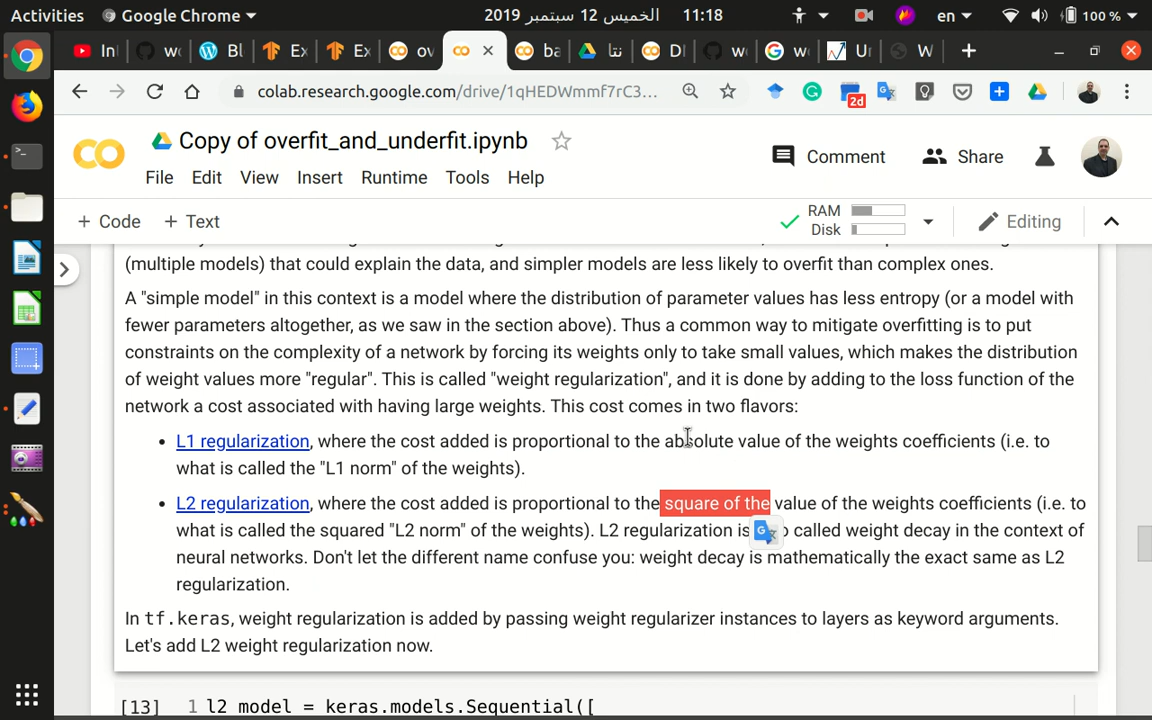 Activities Google Chrome الخميس 12 سبتمبر 2019 11:18 en 100 %
In w Bl Ex Ex ov ba نتا Dl w w Ur W
colab.research.google.com/drive/1qHEDWmmf7rC3... 2d
Copy of overfit_and_underfit.ipynb Comment Share
File Edit View Insert Runtime Tools Help
+ Code + Text RAM Disk Editing
(multiple models) that could explain the data, and simpler models are less likely to overfit than complex ones.
A "simple model" in this context is a model where the distribution of parameter values has less entropy (or a model with
fewer parameters altogether, as we saw in the section above). Thus a common way to mitigate overfitting is to put
constraints on the complexity of a network by forcing its weights only to take small values, which makes the distribution
of weight values more "regular". This is called "weight regularization", and it is done by adding to the loss function of the
network a cost associated with having large weights. This cost comes in two flavors:
• L1 regularization, where the cost added is proportional to the absolute value of the weights coefficients (i.e. to
what is called the "L1 norm" of the weights).
• L2 regularization, where the cost added is proportional to the square of the value of the weights coefficients (i.e. to
what is called the squared "L2 norm" of the weights). L2 regularization is called weight decay in the context of
neural networks. Don't let the different name confuse you: weight decay is mathematically the exact same as L2
regularization.
In tf.keras, weight regularization is added by passing weight regularizer instances to layers as keyword arguments.
Let's add L2 weight regularization now.
[13] 1 l2 model = keras.models.Sequential([